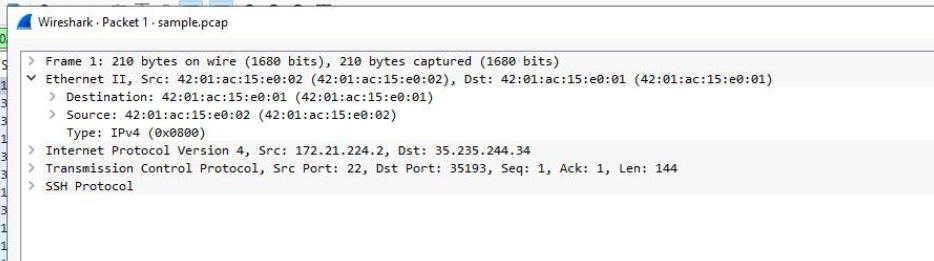 Wireshark · Packet 1 · sample.pcap
Frame 1: 210 bytes on wire (1680 bits), 210 bytes captured (1680 bits)
Ethernet II, Src: 42:01:ac:15:e0:02 (42:01:ac:15:e0:02), Dst: 42:01:ac:15:e0:01 (42:01:ac:15:e0:01)
Destination: 42:01:ac:15:e0:01 (42:01:ac:15:e0:01)
Source: 42:01:ac:15:e0:02 (42:01:ac:15:e0:02)
Type: IPv4 (0x0800)
Internet Protocol Version 4, Src: 172.21.224.2, Dst: 35.235.244.34
Transmission Control Protocol, Src Port: 22, Dst Port: 35193, Seq: 1, Ack: 1, Len: 144
SSH Protocol